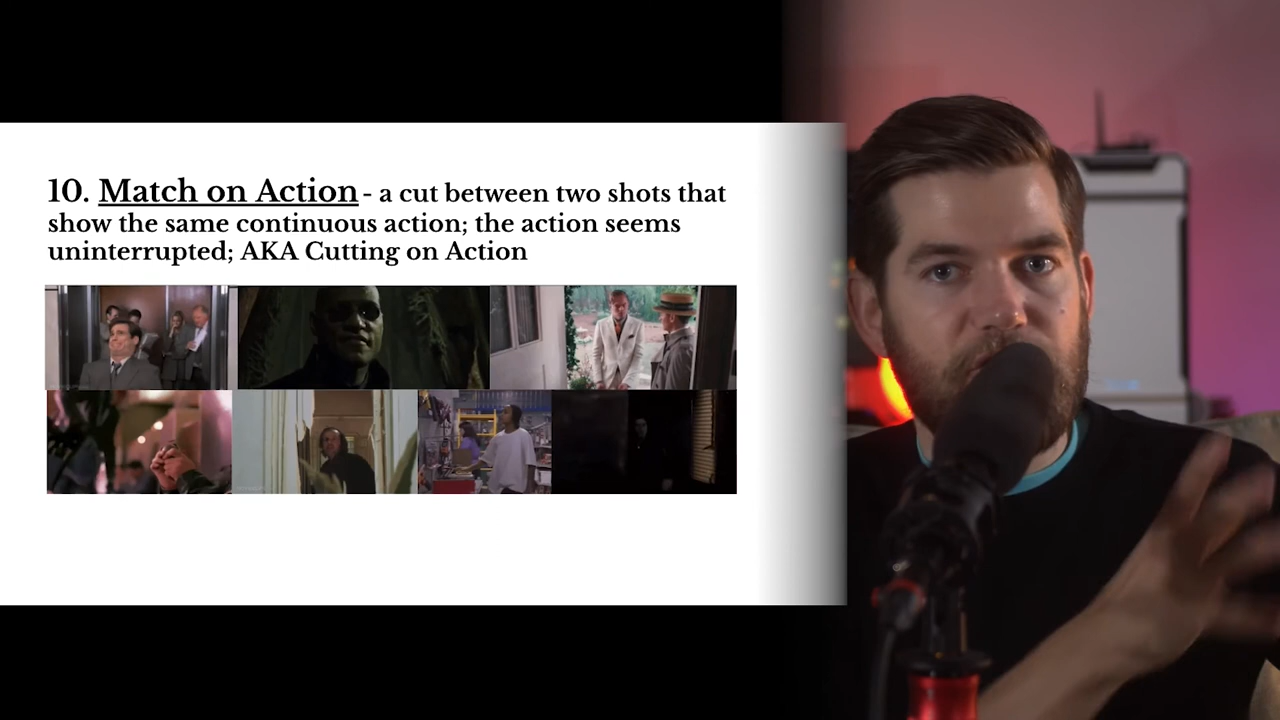 10. Match on Action - a cut between two shots that
show the same continuous action; the action seems
uninterrupted; AKA Cutting on Action